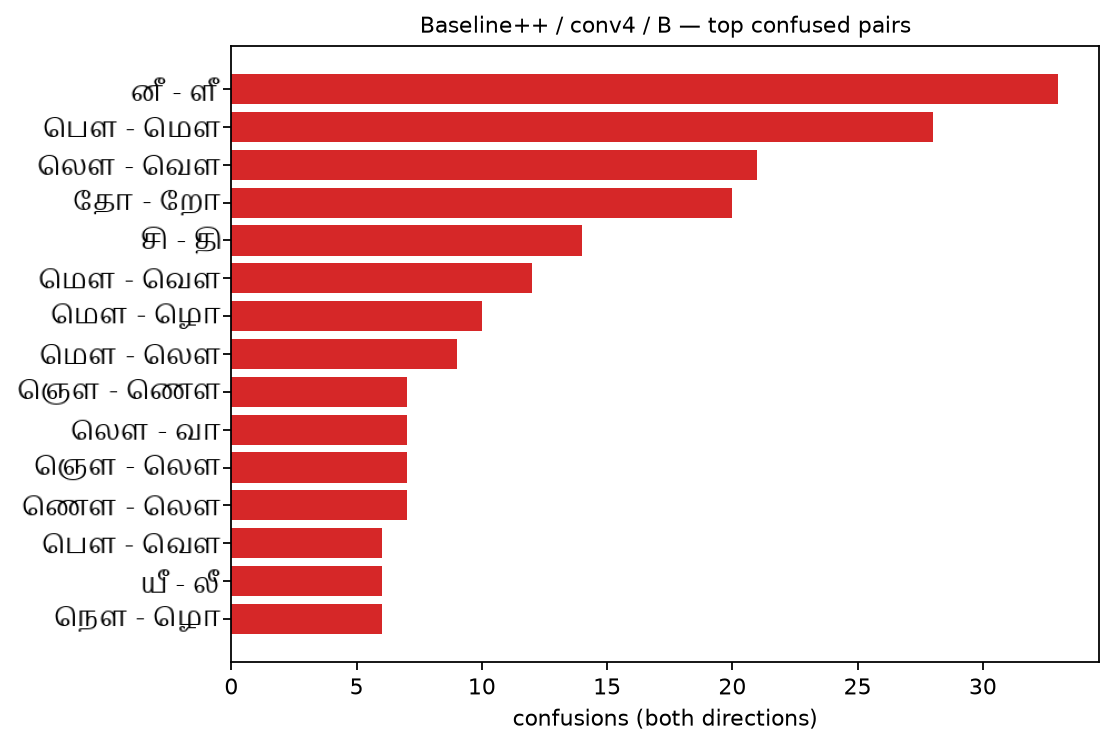 Baseline++ / conv4 / B — top confused pairs
னீ - ளீ
பௌ - மௌ
லௌ - வௌ
தோ - றோ
சி - தி
மௌ - வௌ
மௌ - ழொ
மௌ - லௌ
ஞௌ - ணௌ
லௌ - வா
ஞௌ - லௌ
ணௌ - லௌ
பௌ - வௌ
யீ - லீ
நௌ - ழொ
0 5 10 15 20 25 30
confusions (both directions)